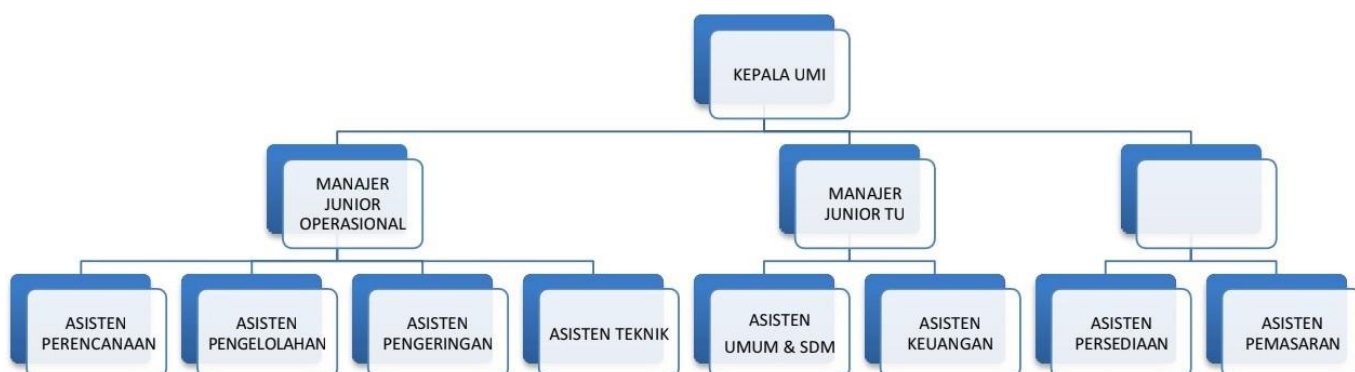 KEPALA UMI
MANAJER
JUNIOR
OPERASIONAL
MANAJER
JUNIOR TU
ASISTEN
PERENCANAAN
ASISTEN
PENGELOLAHAN
ASISTEN
PENGERINGAN
ASISTEN TEKNIK
ASISTEN
UMUM & SDM
ASISTEN
KEUANGAN
ASISTEN
PERSEDIAAN
ASISTEN
PEMASARAN